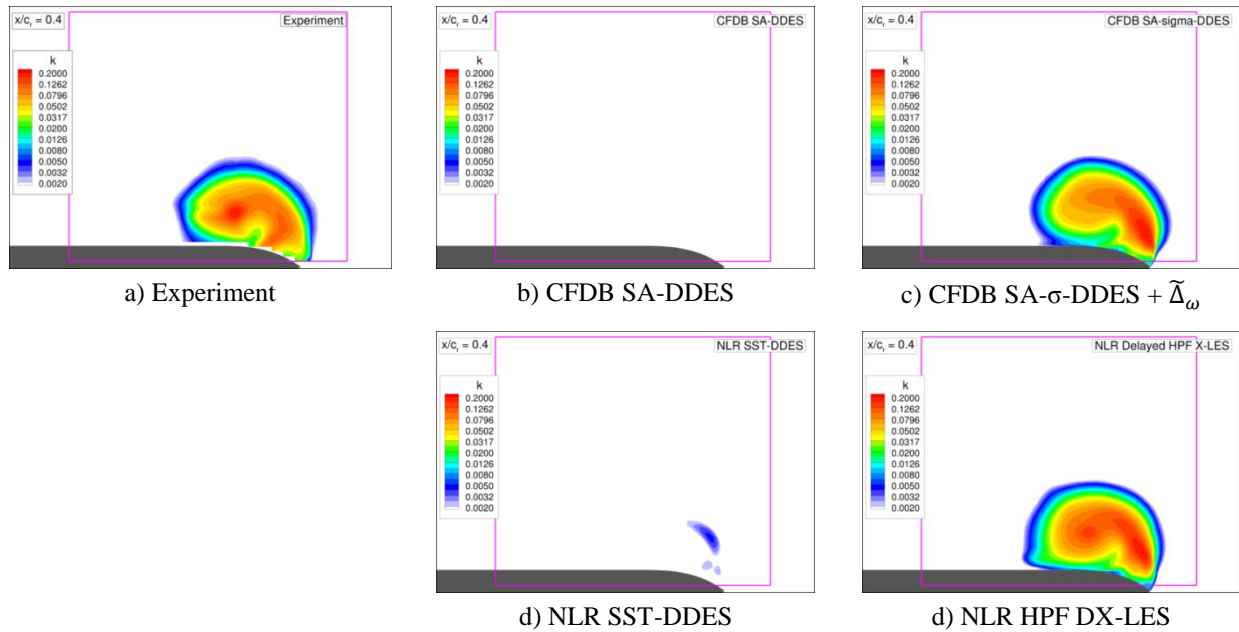 x/cr = 0.4
Experiment
k
0.2000
0.1262
0.0796
0.0502
0.0317
0.0200
0.0126
0.0080
0.0050
0.0032
0.0020
a) Experiment
x/cr = 0.4
CFDB SA-DDES
k
0.2000
0.1262
0.0796
0.0502
0.0317
0.0200
0.0126
0.0080
0.0050
0.0032
0.0020
b) CFDB SA-DDES
x/cr = 0.4
CFDB SA-sigma-DDES
k
0.2000
0.1262
0.0796
0.0502
0.0317
0.0200
0.0126
0.0080
0.0050
0.0032
0.0020
c) CFDB SA-σ-DDES + Δ̃ω
x/cr = 0.4
NLR SST-DDES
k
0.2000
0.1262
0.0796
0.0502
0.0317
0.0200
0.0126
0.0080
0.0050
0.0032
0.0020
d) NLR SST-DDES
x/cr = 0.4
NLR Delayed HPF X-LES
k
0.2000
0.1262
0.0796
0.0502
0.0317
0.0200
0.0126
0.0080
0.0050
0.0032
0.0020
d) NLR HPF DX-LES